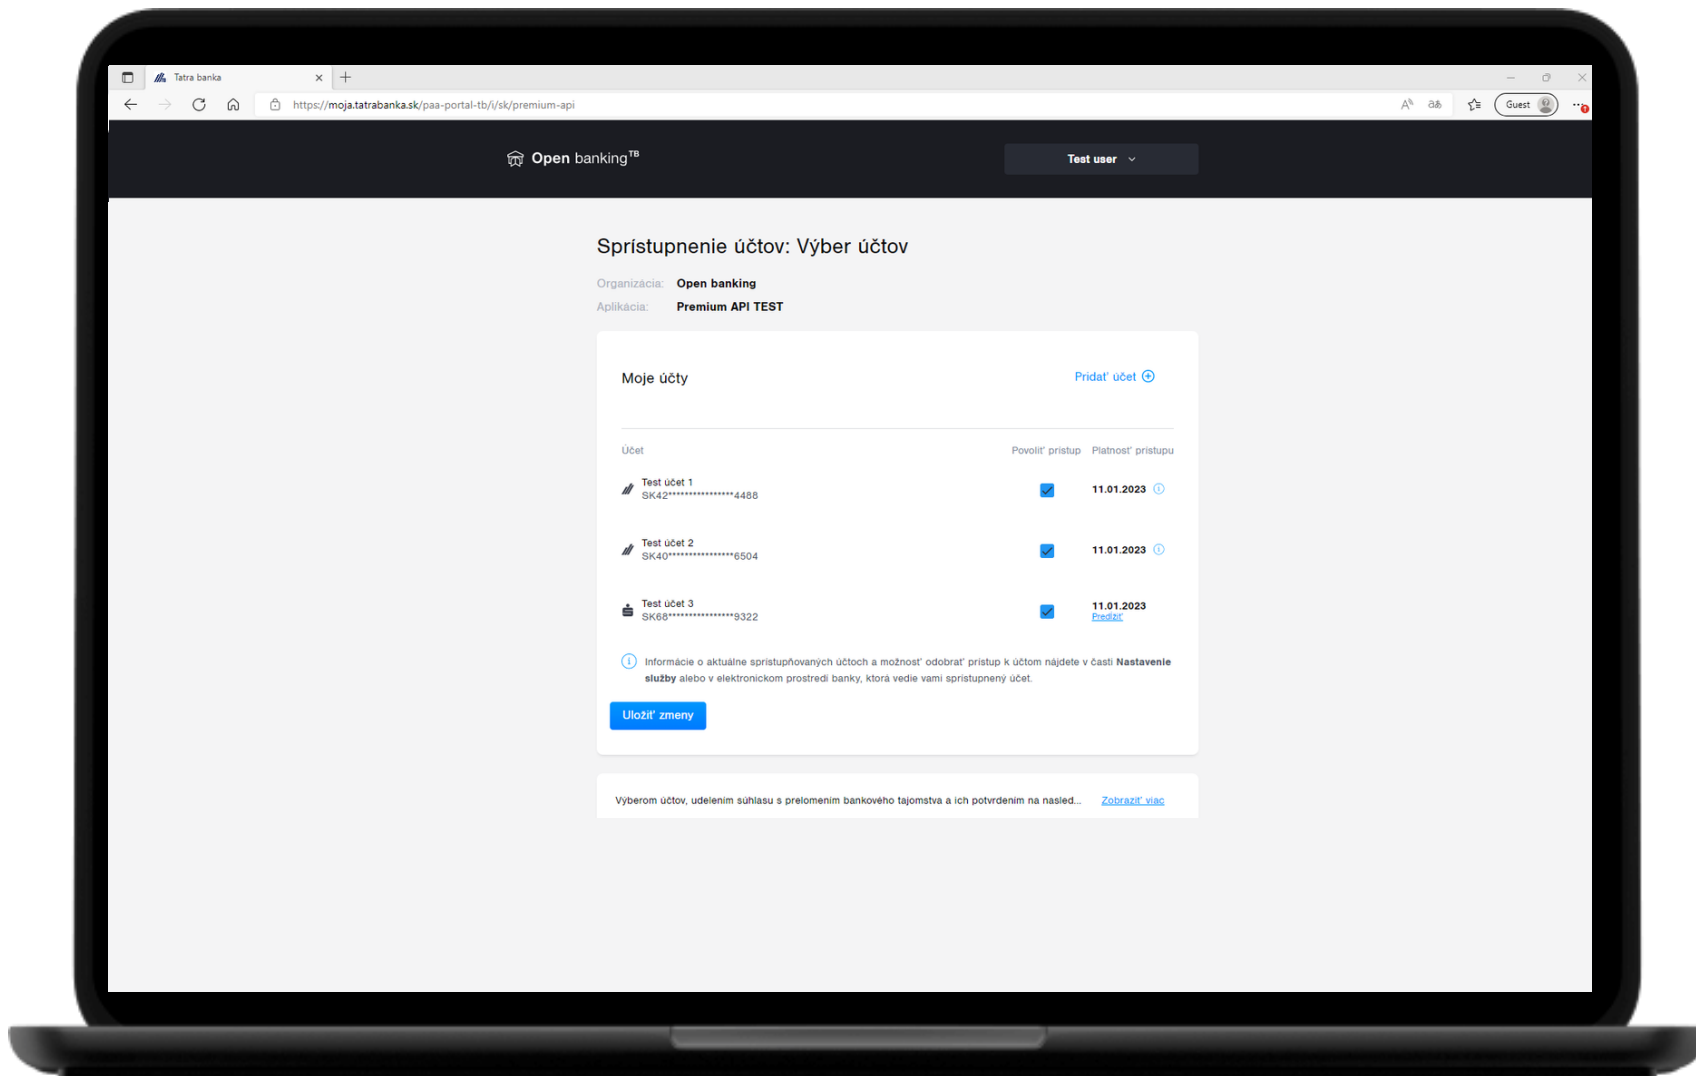 Tatra banka
https://moja.tatrabanka.sk/paa-portal-tb/i/sk/premium-api
Guest
Open banking TB
Test user
Sprístupnenie účtov: Výber účtov
Organizácia: Open banking
Aplikácia: Premium API TEST
Moje účty
Pridať účet
Účet Povoliť prístup Platnosť prístupu
Test účet 1
SK42****************4488
11.01.2023
Test účet 2
SK40****************6504
11.01.2023
Test účet 3
SK68****************9322
11.01.2023
Predĺžiť
Informácie o aktuálne sprístupňovaných účtoch a možnosť odobrať prístup k účtom nájdete v časti Nastavenie
služby alebo v elektronickom prostredí banky, ktorá vedie vami sprístupnený účet.
Uložiť zmeny
Výberom účtov, udelením súhlasu s prelomením bankového tajomstva a ich potvrdením na nasled... Zobraziť viac